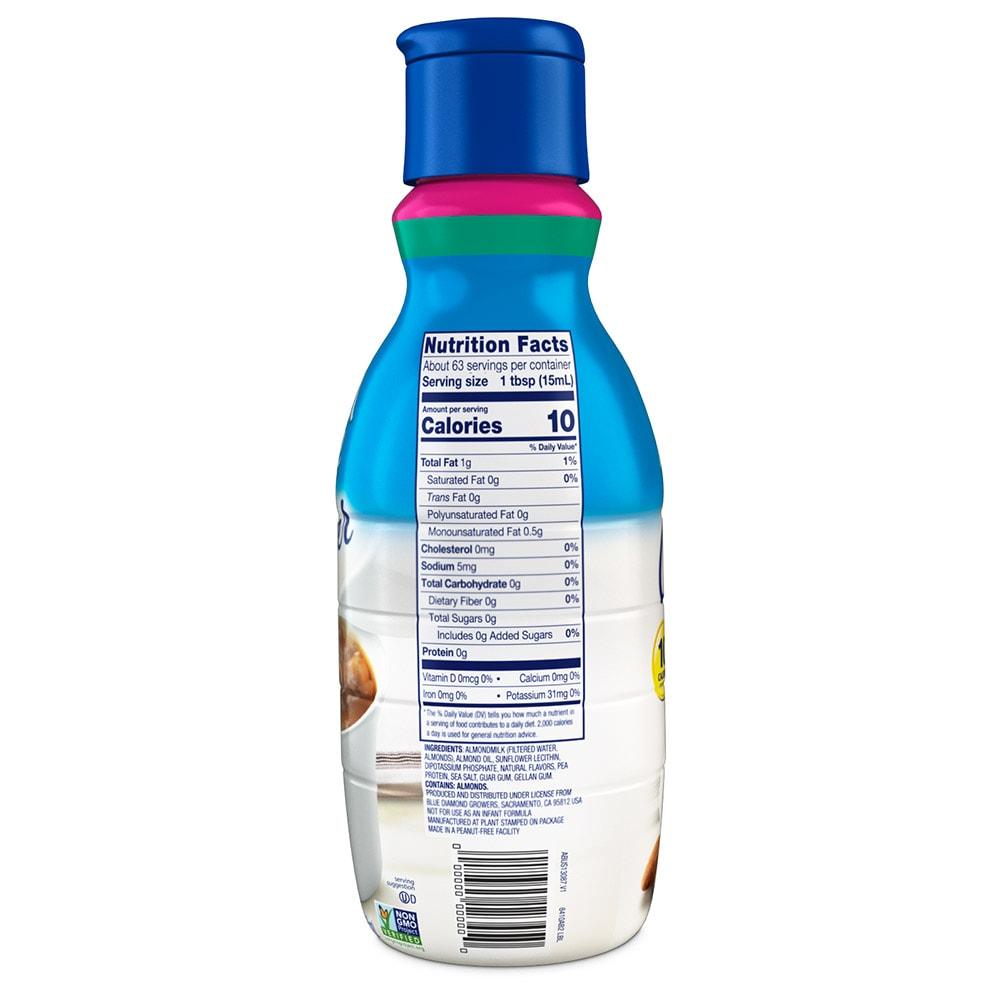 Nutrition Facts
About 63 servings per container
Serving size 1 tbsp (15mL)
Amount per serving
Calories 10
% Daily Value*
Total Fat 1g 1%
Saturated Fat 0g 0%
Trans Fat 0g
Polyunsaturated Fat 0g
Monounsaturated Fat 0.5g
Cholesterol 0mg 0%
Sodium 5mg 0%
Total Carbohydrate 0g 0%
Dietary Fiber 0g 0%
Total Sugars 0g
Includes 0g Added Sugars 0%
Protein 0g
Vitamin D 0mcg 0% • Calcium 0mg 0%
Iron 0mg 0% • Potassium 31mg 0%
*The % Daily Value (DV) tells you how much a nutrient in
a serving of food contributes to a daily diet. 2,000 calories
a day is used for general nutrition advice.
INGREDIENTS: ALMONDMILK (FILTERED WATER,
ALMONDS), ALMOND OIL, SUNFLOWER LECITHIN,
DIPOTASSIUM PHOSPHATE, NATURAL FLAVORS, PEA
PROTEIN, SEA SALT, GUAR GUM, GELLAN GUM.
CONTAINS: ALMONDS.
PRODUCED AND DISTRIBUTED UNDER LICENSE FROM
BLUE DIAMOND GROWERS, SACRAMENTO, CA 95812 USA
NOT FOR USE AS AN INFANT FORMULA
MANUFACTURED AT PLANT STAMPED ON PACKAGE
MADE IN A PEANUT-FREE FACILITY
serving
suggestion
UD
NON
GMO
Project
VERIFIED
0 00000 00000 0